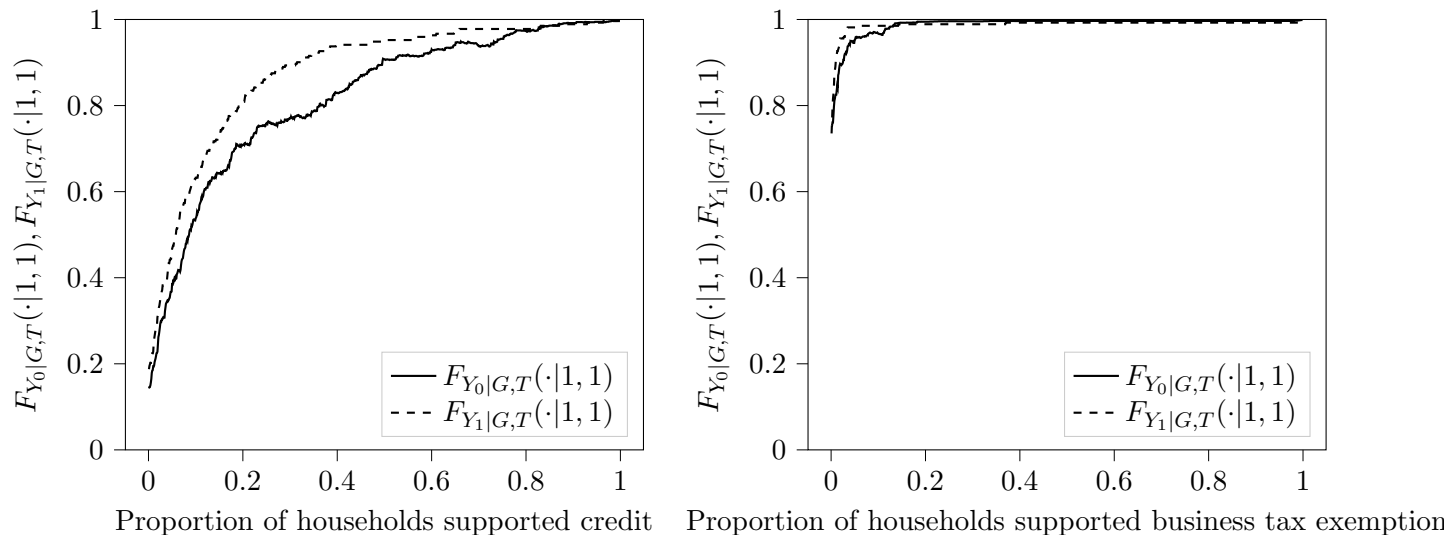 F_{Y_0|G,T}(·|1, 1), F_{Y_1|G,T}(·|1, 1)
1
0.8
0.6
0.4
0.2
0
F_{Y_0|G,T}(·|1, 1)
F_{Y_1|G,T}(·|1, 1)
0 0.2 0.4 0.6 0.8 1
Proportion of households supported credit
F_{Y_0|G,T}(·|1, 1), F_{Y_1|G,T}(·|1, 1)
1
0.8
0.6
0.4
0.2
0
F_{Y_0|G,T}(·|1, 1)
F_{Y_1|G,T}(·|1, 1)
0 0.2 0.4 0.6 0.8 1
Proportion of households supported business tax exemption